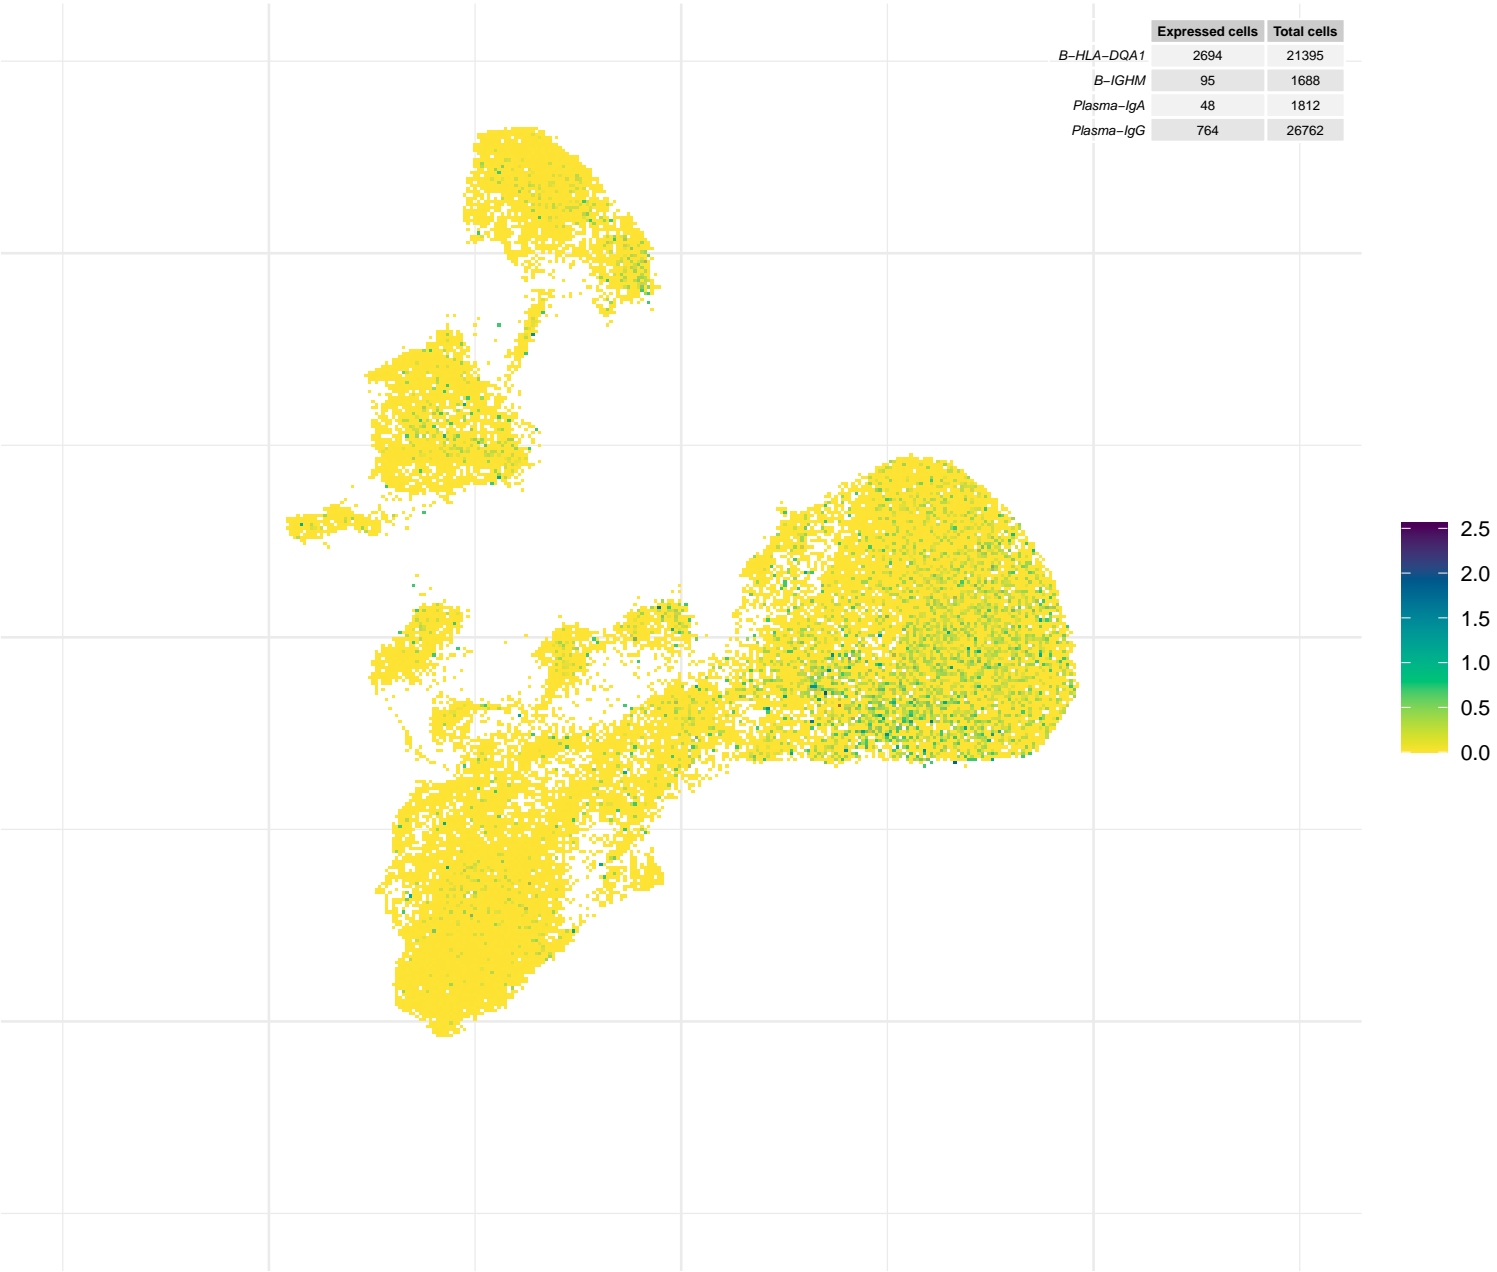 Expressed cells Total cells
B−HLA−DQA1 2694 21395
B−IGHM 95 1688
Plasma−IgA 48 1812
Plasma−IgG 764 26762
2.5
2.0
1.5
1.0
0.5
0.0